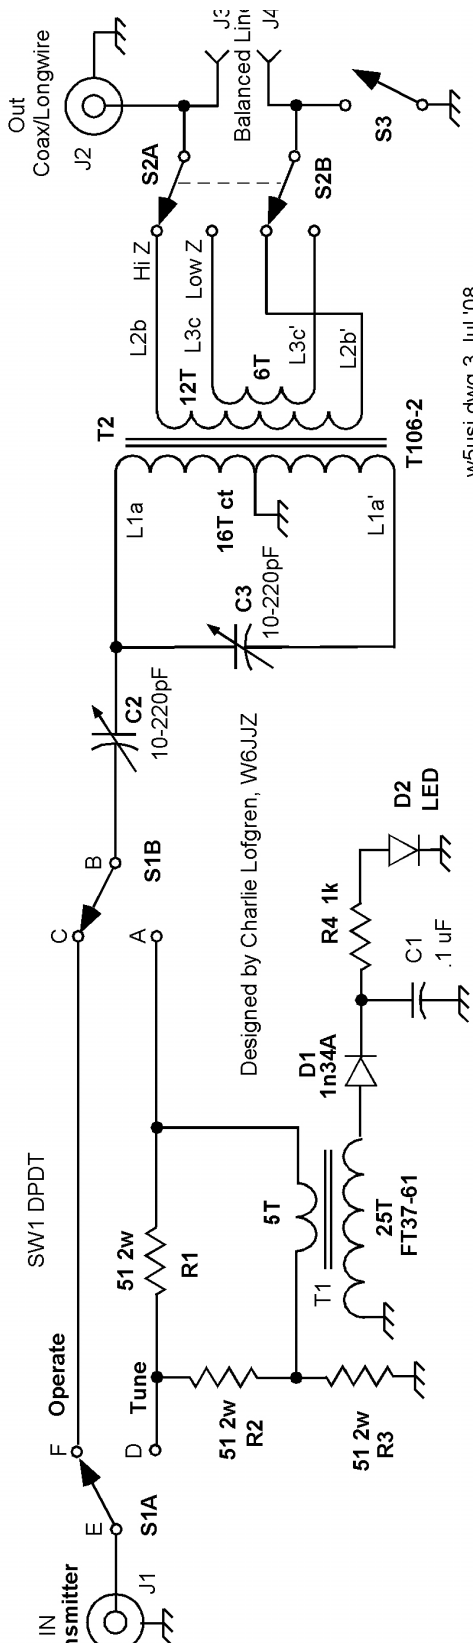 IN
J1
E
S1A
F
Operate
D
Tune
SW1 DPDT
51 2w
R1
51 2w
R2
51 2w
R3
5T
T1
25T
FT37-61
D1
1n34A
C1
.1 uF
R4 1k
D2
LED
Designed by Charlie Lofgren, W6JJZ
C
A
B
S1B
C2
10-220pF
C3
10-220pF
L1a
16T ct
L1a'
T2
T106-2
12T
6T
L2b
Hi Z
L3c
Low Z
L3c'
L2b'
S2A
S2B
S3
Out
Coax/Longwire
J2
J3
Balanced Line
J4
w5usj.dwg 3 Jul '08